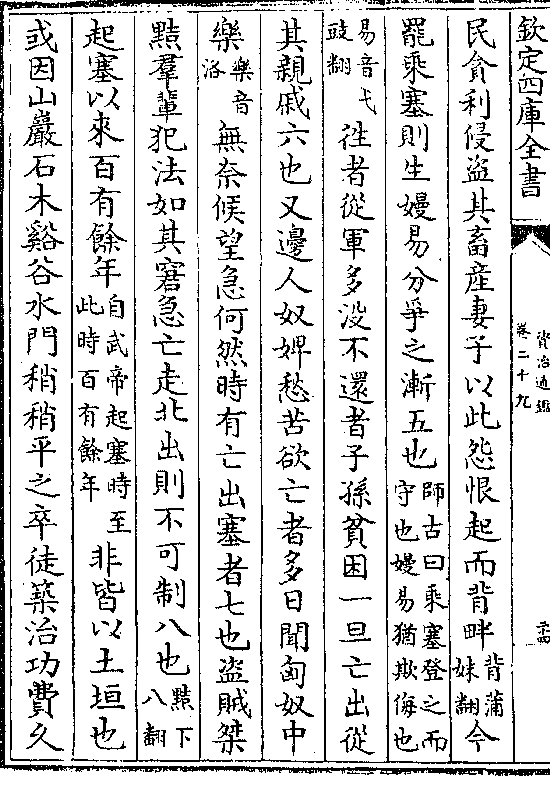 欽定四庫全書
資治通鑑
卷二十九
民貪利侵盜其畜產妻子以此怨恨起而背畔背蒲妹翻今
罷乘塞則生嫚易分爭之漸五也師古曰乘塞登之而守也嫚易猶欺侮也
易音弋豉翻徃者從軍多没不還者子孫貧困一旦亡出從
其親戚六也又邊人奴婢愁苦欲亡者多曰聞匈奴中
樂樂音洛無奈候望急何然時有亡出塞者七也盜賊桀
黠羣輩犯法如其窘急亡走北出則不可制八也黠下八翻
起塞以來百有餘年自武帝起塞時至此時百有餘年非皆以土垣也
或因山巖石木谿谷水門稍稍平之卒徒築治功費久